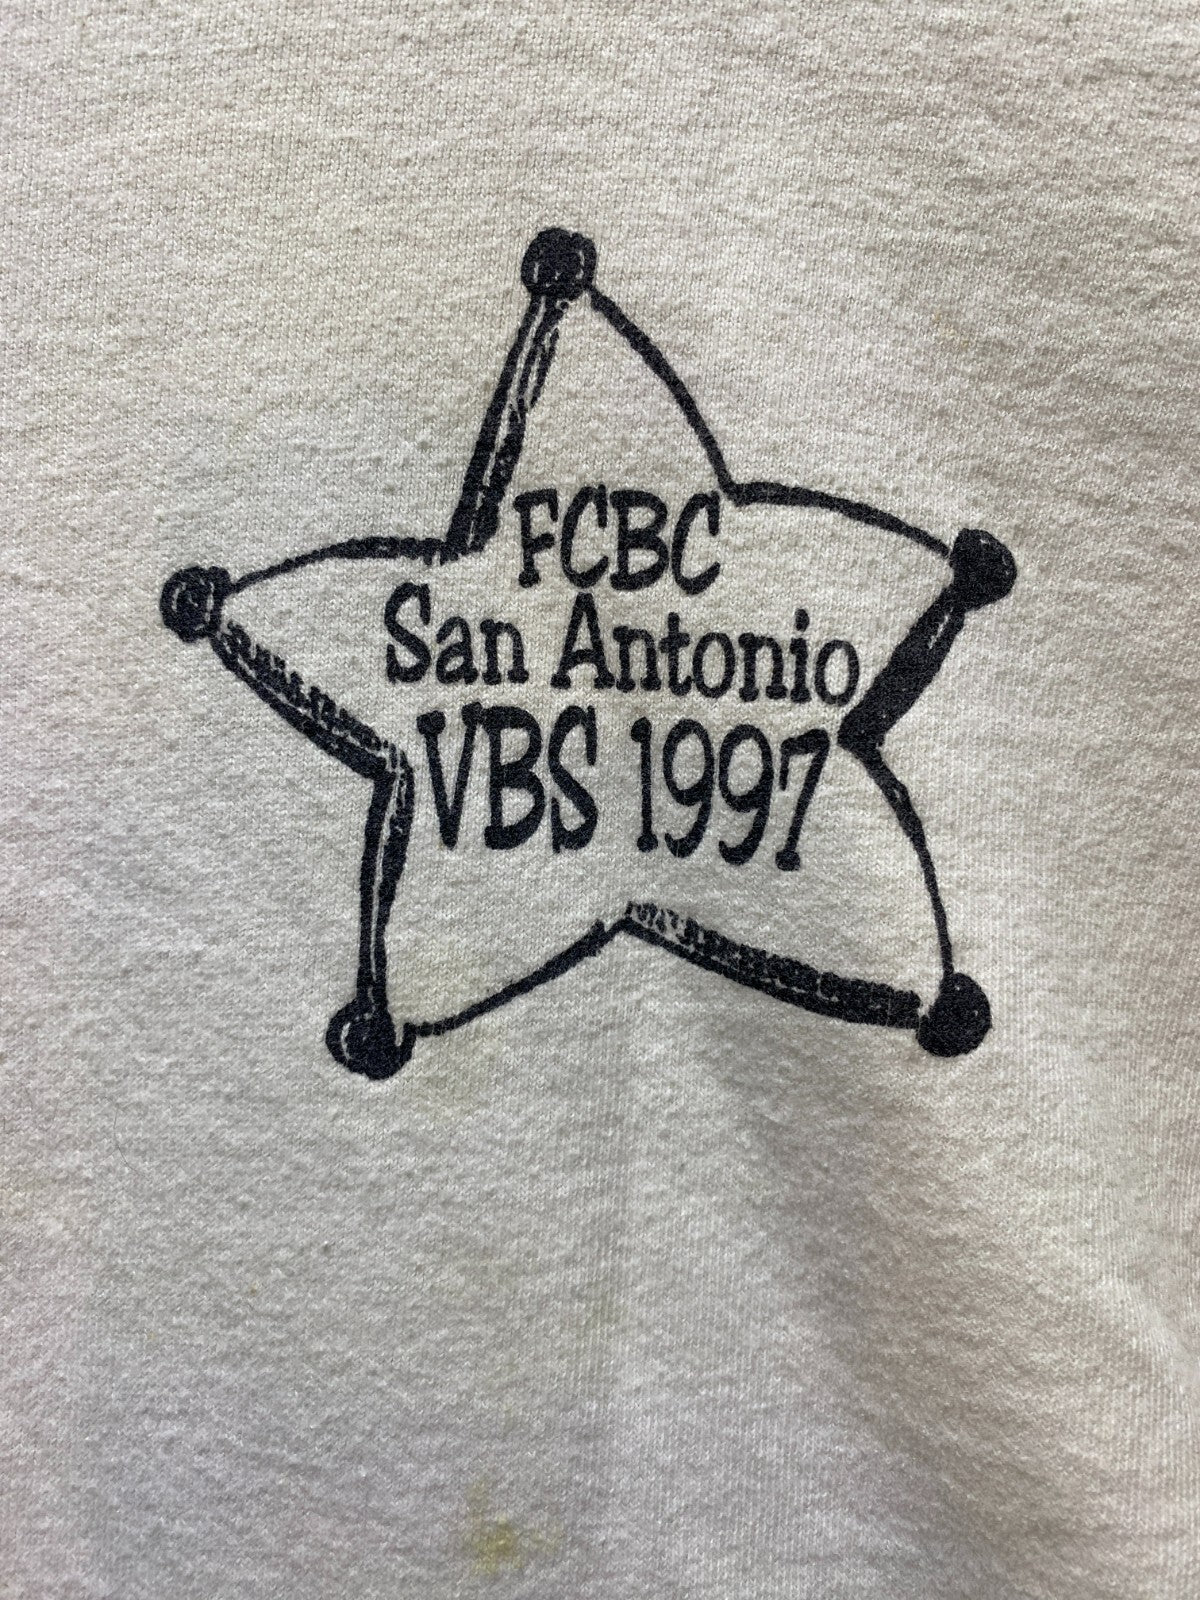 FCBC
San Antonio
VBS 1997